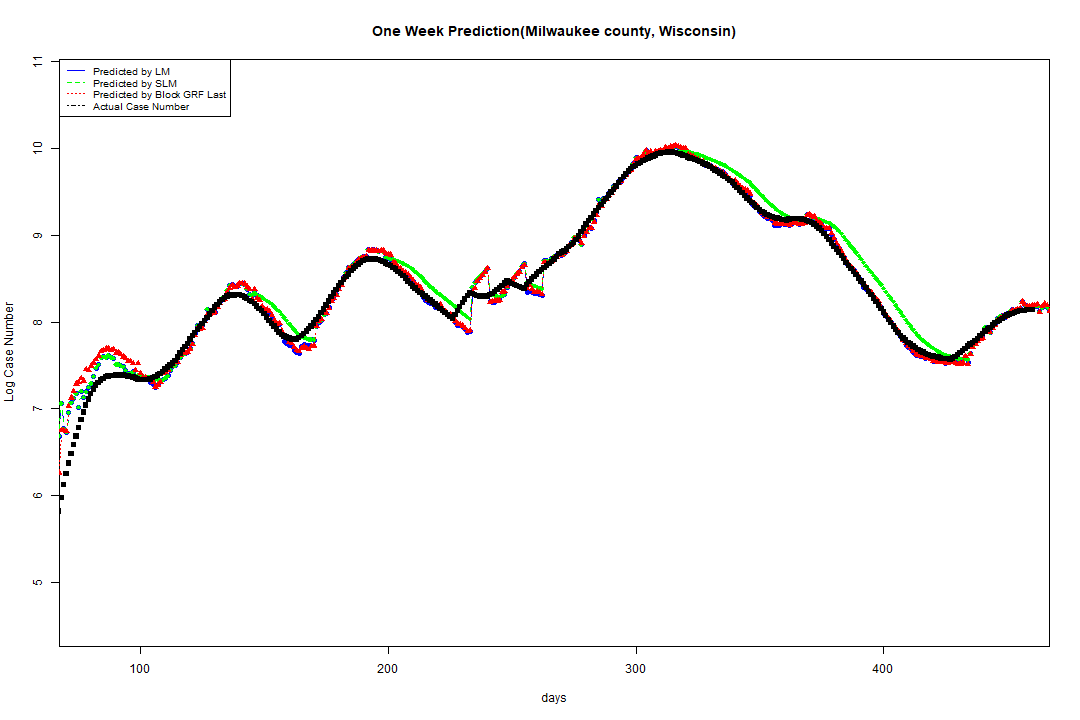 One Week Prediction(Milwaukee county, Wisconsin)
Predicted by LM
Predicted by SLM
Predicted by Block GRF Last
Actual Case Number
11
10
9
8
7
6
5
Log Case Number
100
200
300
400
days